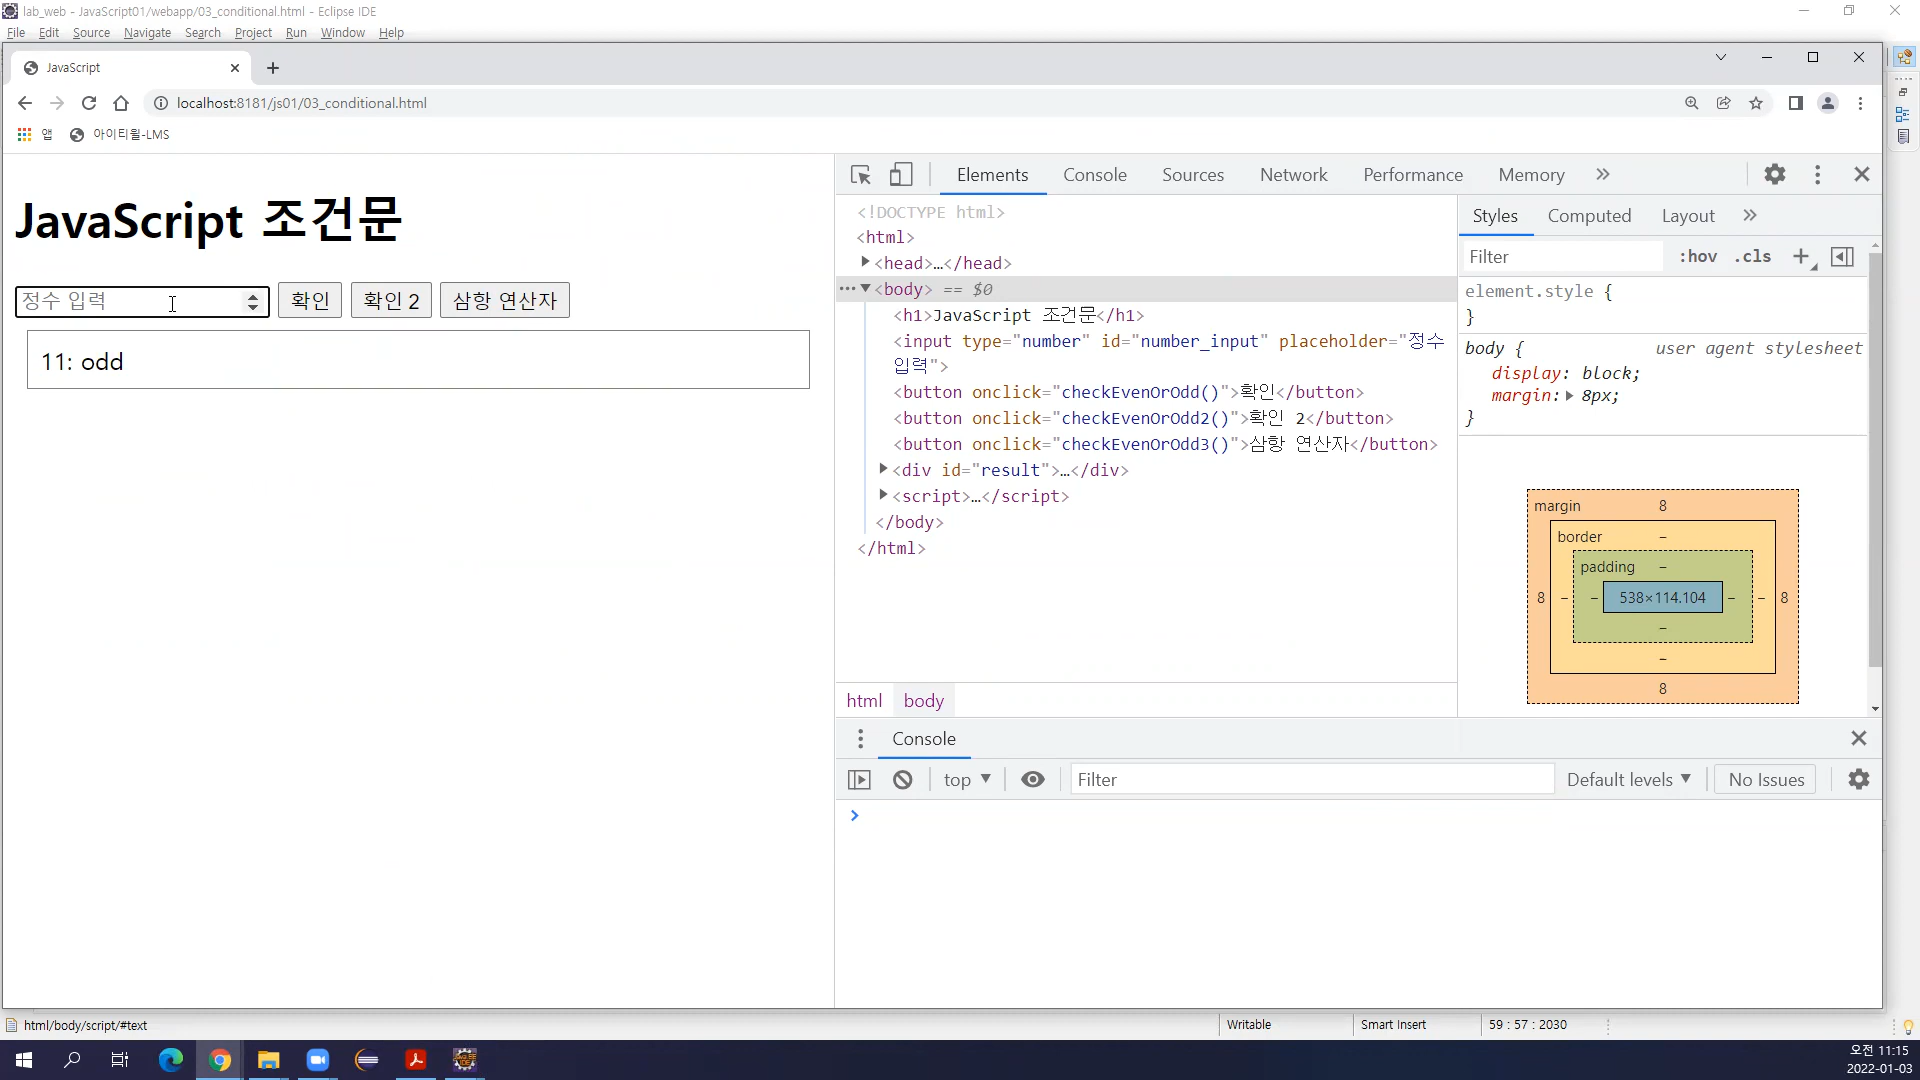 lab_web - JavaScript01/webapp/03_conditional.html - Eclipse IDE
File Edit Source Navigate Search Project Run Window Help
JavaScript
localhost:8181/js01/03_conditional.html
앱 아이티윌-LMS
JavaScript 조건문
정수 입력 확인 확인 2 삼항 연산자
11: odd
Elements Console Sources Network Performance Memory »
<!DOCTYPE html>
<html>
<head>…</head>
<body> == $0
<h1>JavaScript 조건문</h1>
<input type="number" id="number_input" placeholder="정수
입력">
<button onclick="checkEvenOrOdd()">확인</button>
<button onclick="checkEvenOrOdd2()">확인 2</button>
<button onclick="checkEvenOrOdd3()">삼항 연산자</button>
<div id="result">…</div>
<script>…</script>
</body>
</html>
html body
Styles Computed Layout »
Filter :hov .cls +
element.style {
}
body { user agent stylesheet
display: block;
margin: 8px;
}
margin 8
border –
padding –
8 – – 538×114.104 – – 8
–
–
8
Console
top Filter Default levels No Issues
html/body/script/#text Writable Smart Insert 59 : 57 : 2030
오전 11:15
2022-01-03